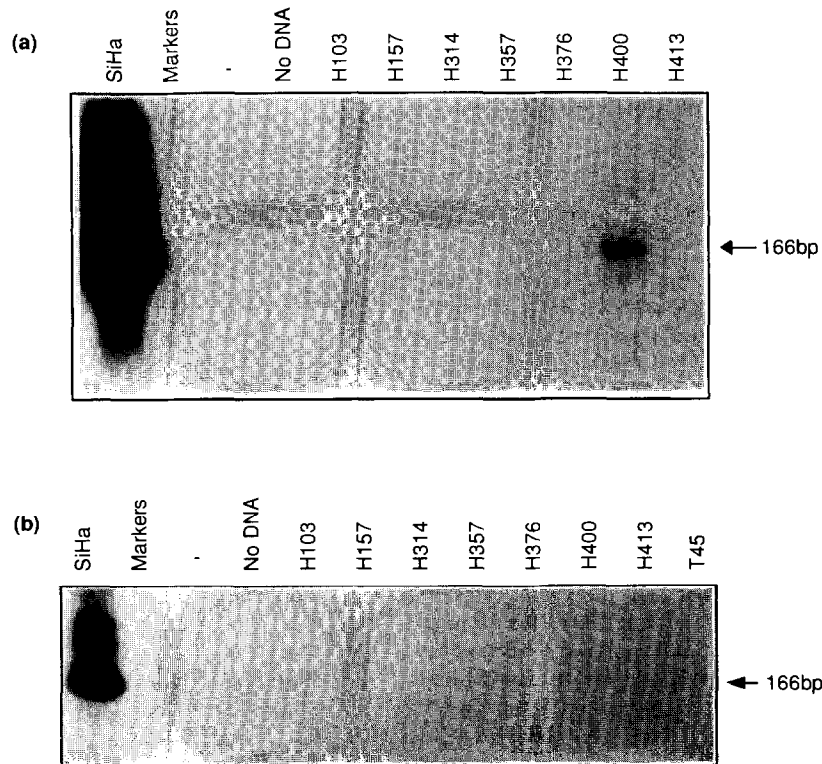 (a)
SiHa
Markers
-
No DNA
H103
H157
H314
H357
H376
H400
H413
166bp
(b)
SiHa
Markers
-
No DNA
H103
H157
H314
H357
H376
H400
H413
T45
166bp